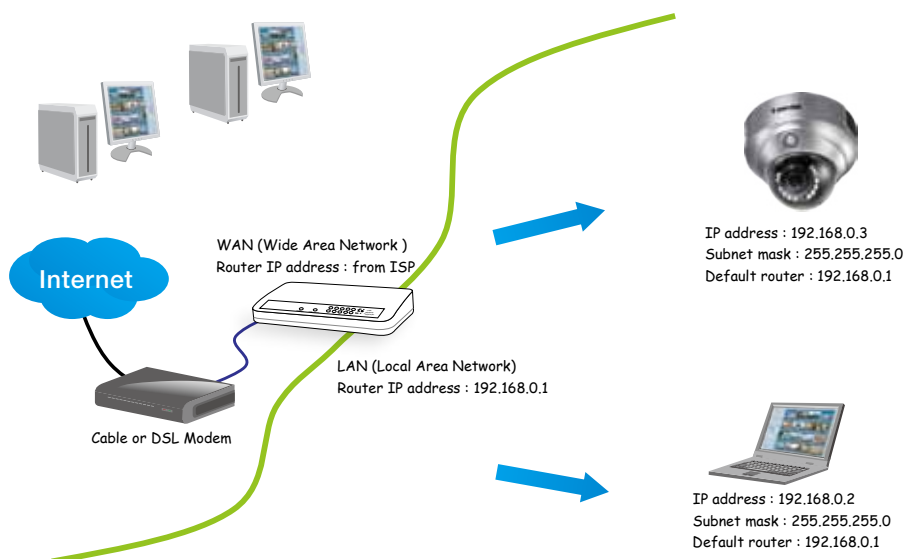 WAN (Wide Area Network )
Router IP address : from ISP
Internet
LAN (Local Area Network)
Router IP address : 192.168.0.1
Cable or DSL Modem
IP address : 192.168.0.3
Subnet mask : 255.255.255.0
Default router : 192.168.0.1
IP address : 192.168.0.2
Subnet mask : 255.255.255.0
Default router : 192.168.0.1